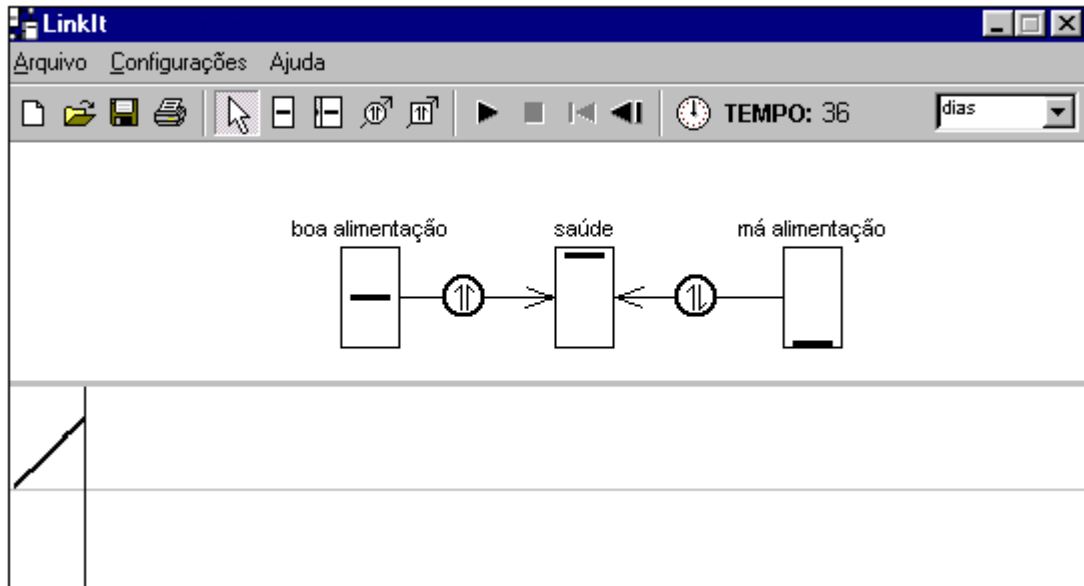 LinkIt
Arquivo Configurações Ajuda
TEMPO: 36 dias
boa alimentação saúde má alimentação